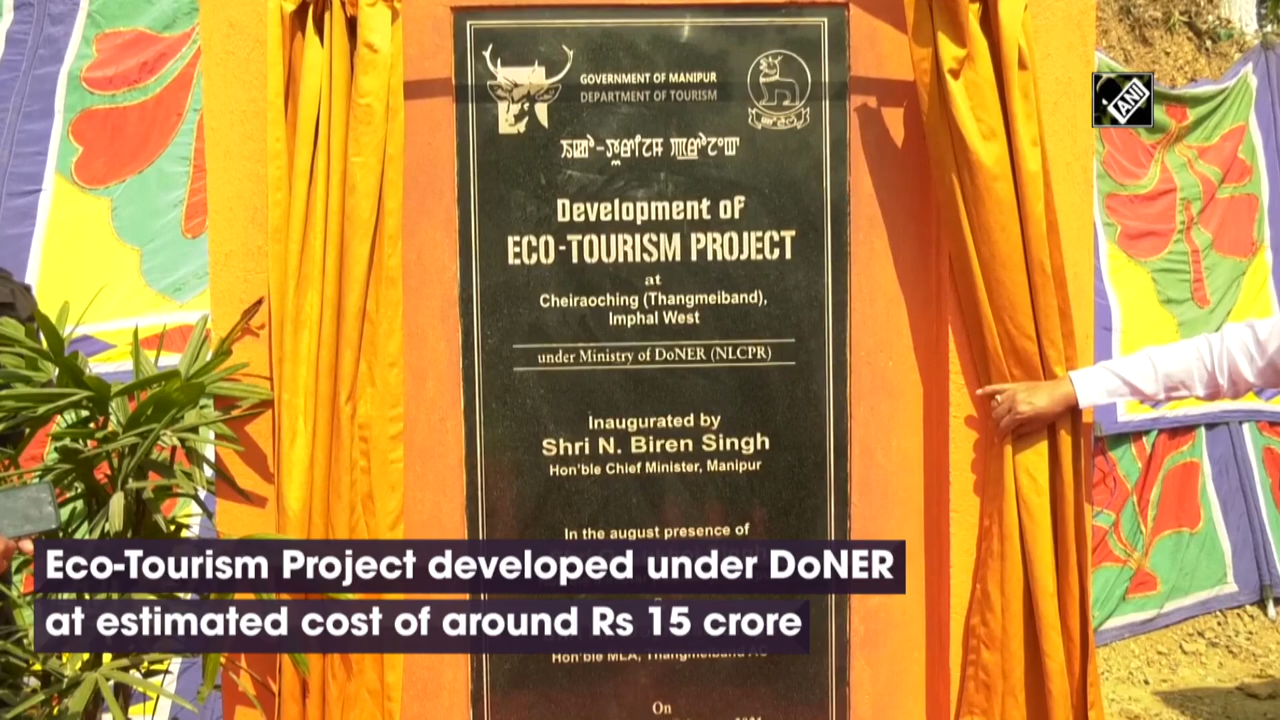 GOVERNMENT OF MANIPUR
DEPARTMENT OF TOURISM
Development of
ECO-TOURISM PROJECT
at
Cheiraoching (Thangmeiband),
Imphal West
under Ministry of DoNER (NLCPR)
Inaugurated by
Shri N. Biren Singh
Hon'ble Chief Minister, Manipur
In the august presence of
Eco-Tourism Project developed under DoNER
at estimated cost of around Rs 15 crore
Hon'ble MLA, Thangmeiband AC
On
ANI